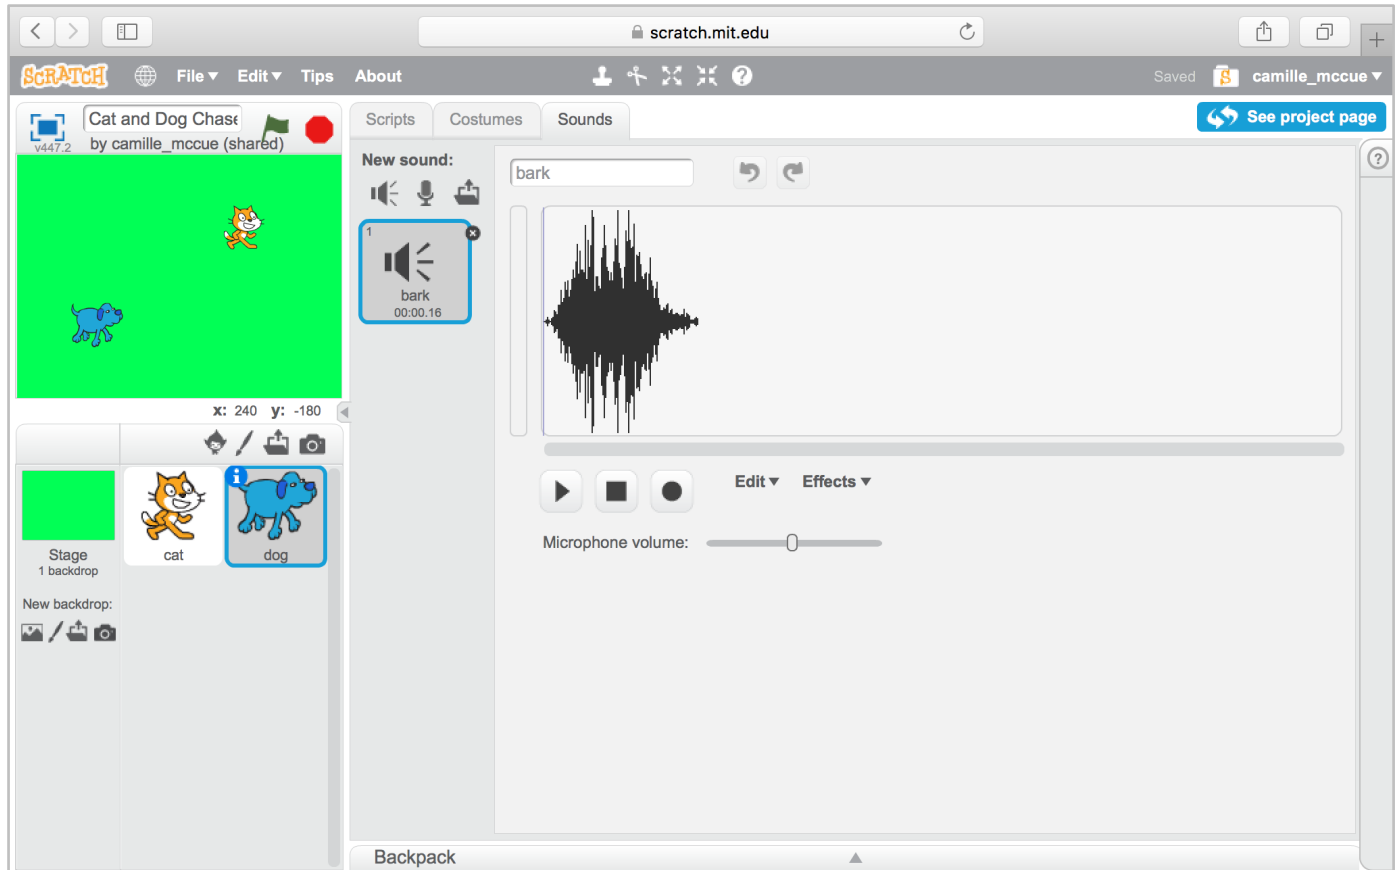 scratch.mit.edu
SCRATCH File Edit Tips About Saved camille_mccue
Cat and Dog Chase
by camille_mccue (shared)
v447.2
Scripts Costumes Sounds
See project page
New sound:
bark
1
bark
00:00.16
x: 240 y: -180
Edit Effects
Microphone volume:
Stage
1 backdrop
New backdrop:
cat
dog
Backpack